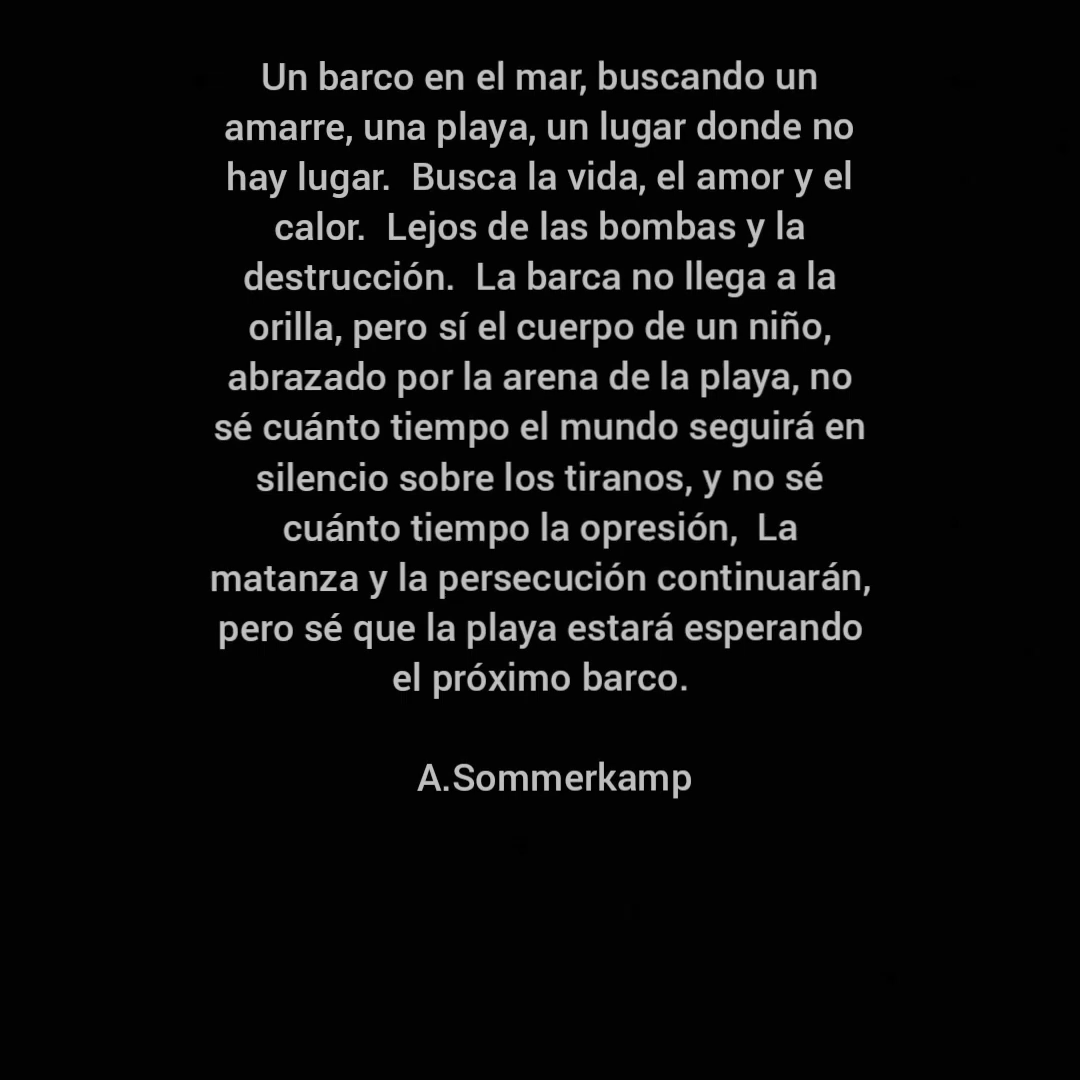 Un barco en el mar, buscando un
amarre, una playa, un lugar donde no
hay lugar.  Busca la vida, el amor y el
calor.  Lejos de las bombas y la
destrucción.  La barca no llega a la
orilla, pero sí el cuerpo de un niño,
abrazado por la arena de la playa, no
sé cuánto tiempo el mundo seguirá en
silencio sobre los tiranos, y no sé
cuánto tiempo la opresión,  La
matanza y la persecución continuarán,
pero sé que la playa estará esperando
el próximo barco.
A.Sommerkamp